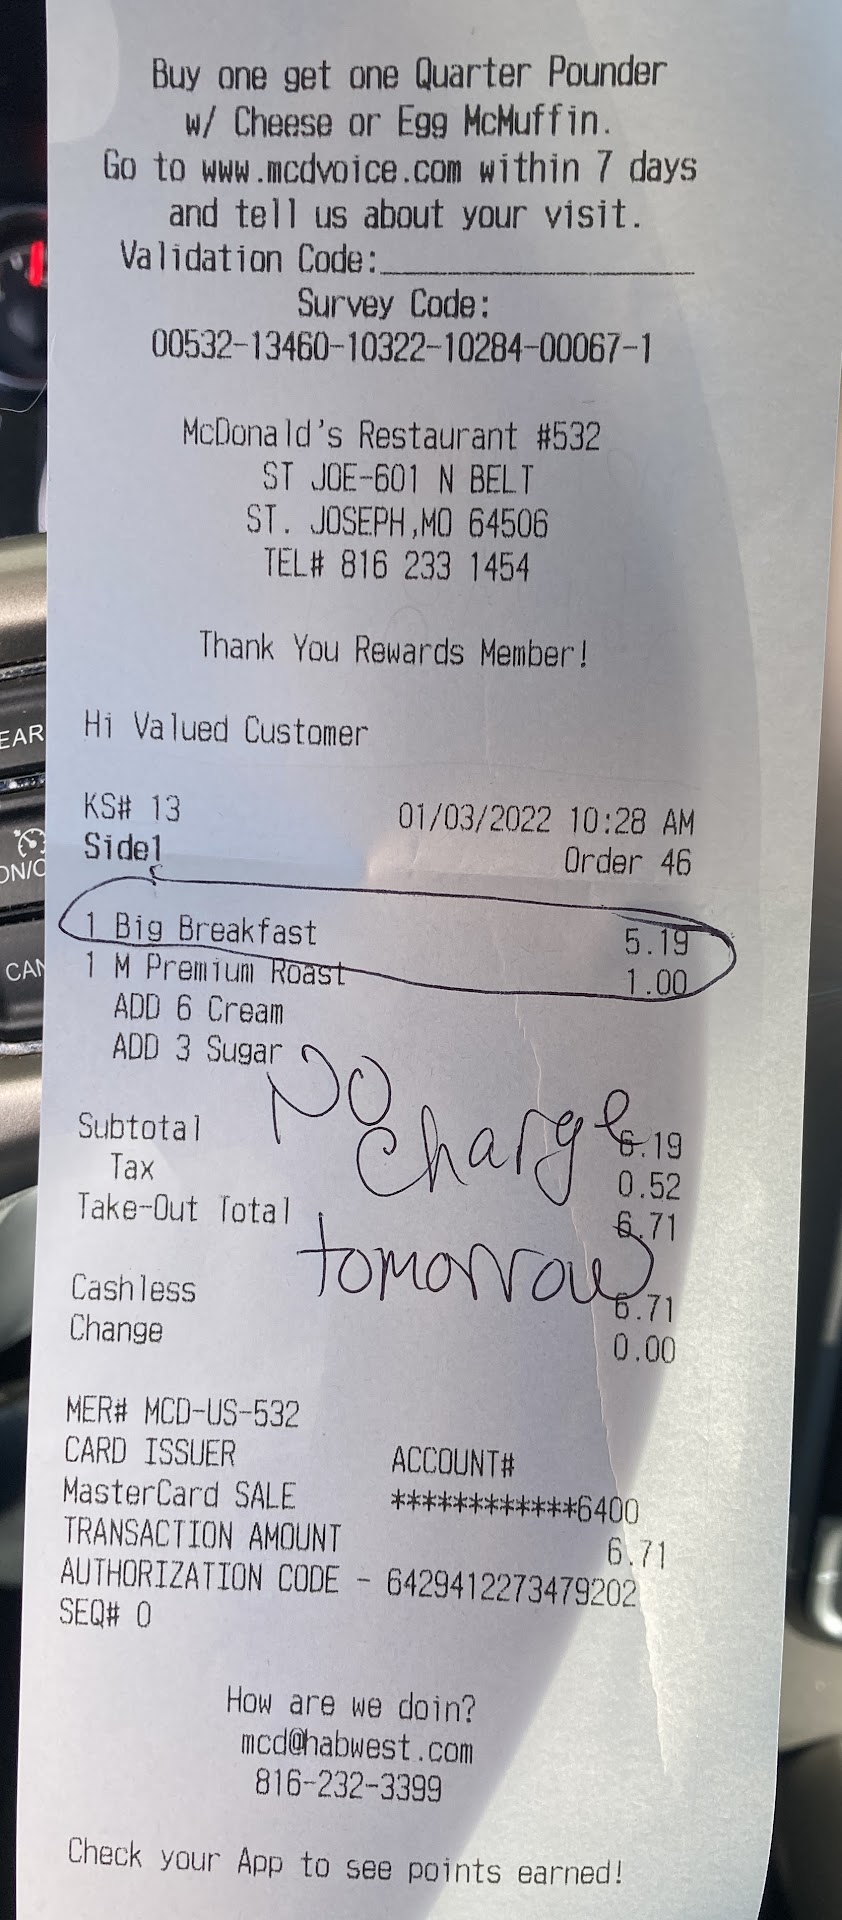 Buy one get one Quarter Pounder
w/ Cheese or Egg McMuffin.
Go to www.mcdvoice.com within 7 days
and tell us about your visit.
Validation Code:____________________
Survey Code:
00532-13460-10322-10284-00067-1
McDonald's Restaurant #532
ST JOE-601 N BELT
ST. JOSEPH,MO 64506
TEL# 816 233 1454
Thank You Rewards Member!
Hi Valued Customer
KS# 13 01/03/2022 10:28 AM
Side1 Order 46
1 Big Breakfast 5.19
1 M Premium Roast 1.00
ADD 6 Cream
ADD 3 Sugar
No
charge
Subtotal 6.19
Tax 0.52
Take-Out Total 6.71
tomorrow
Cashless 6.71
Change 0.00
MER# MCD-US-532
CARD ISSUER ACCOUNT#
MasterCard SALE ************6400
TRANSACTION AMOUNT 6.71
AUTHORIZATION CODE - 6429412273479202
SEQ# 0
How are we doin?
mcd@habwest.com
816-232-3399
Check your App to see points earned!
EAR
ON/O
CAN